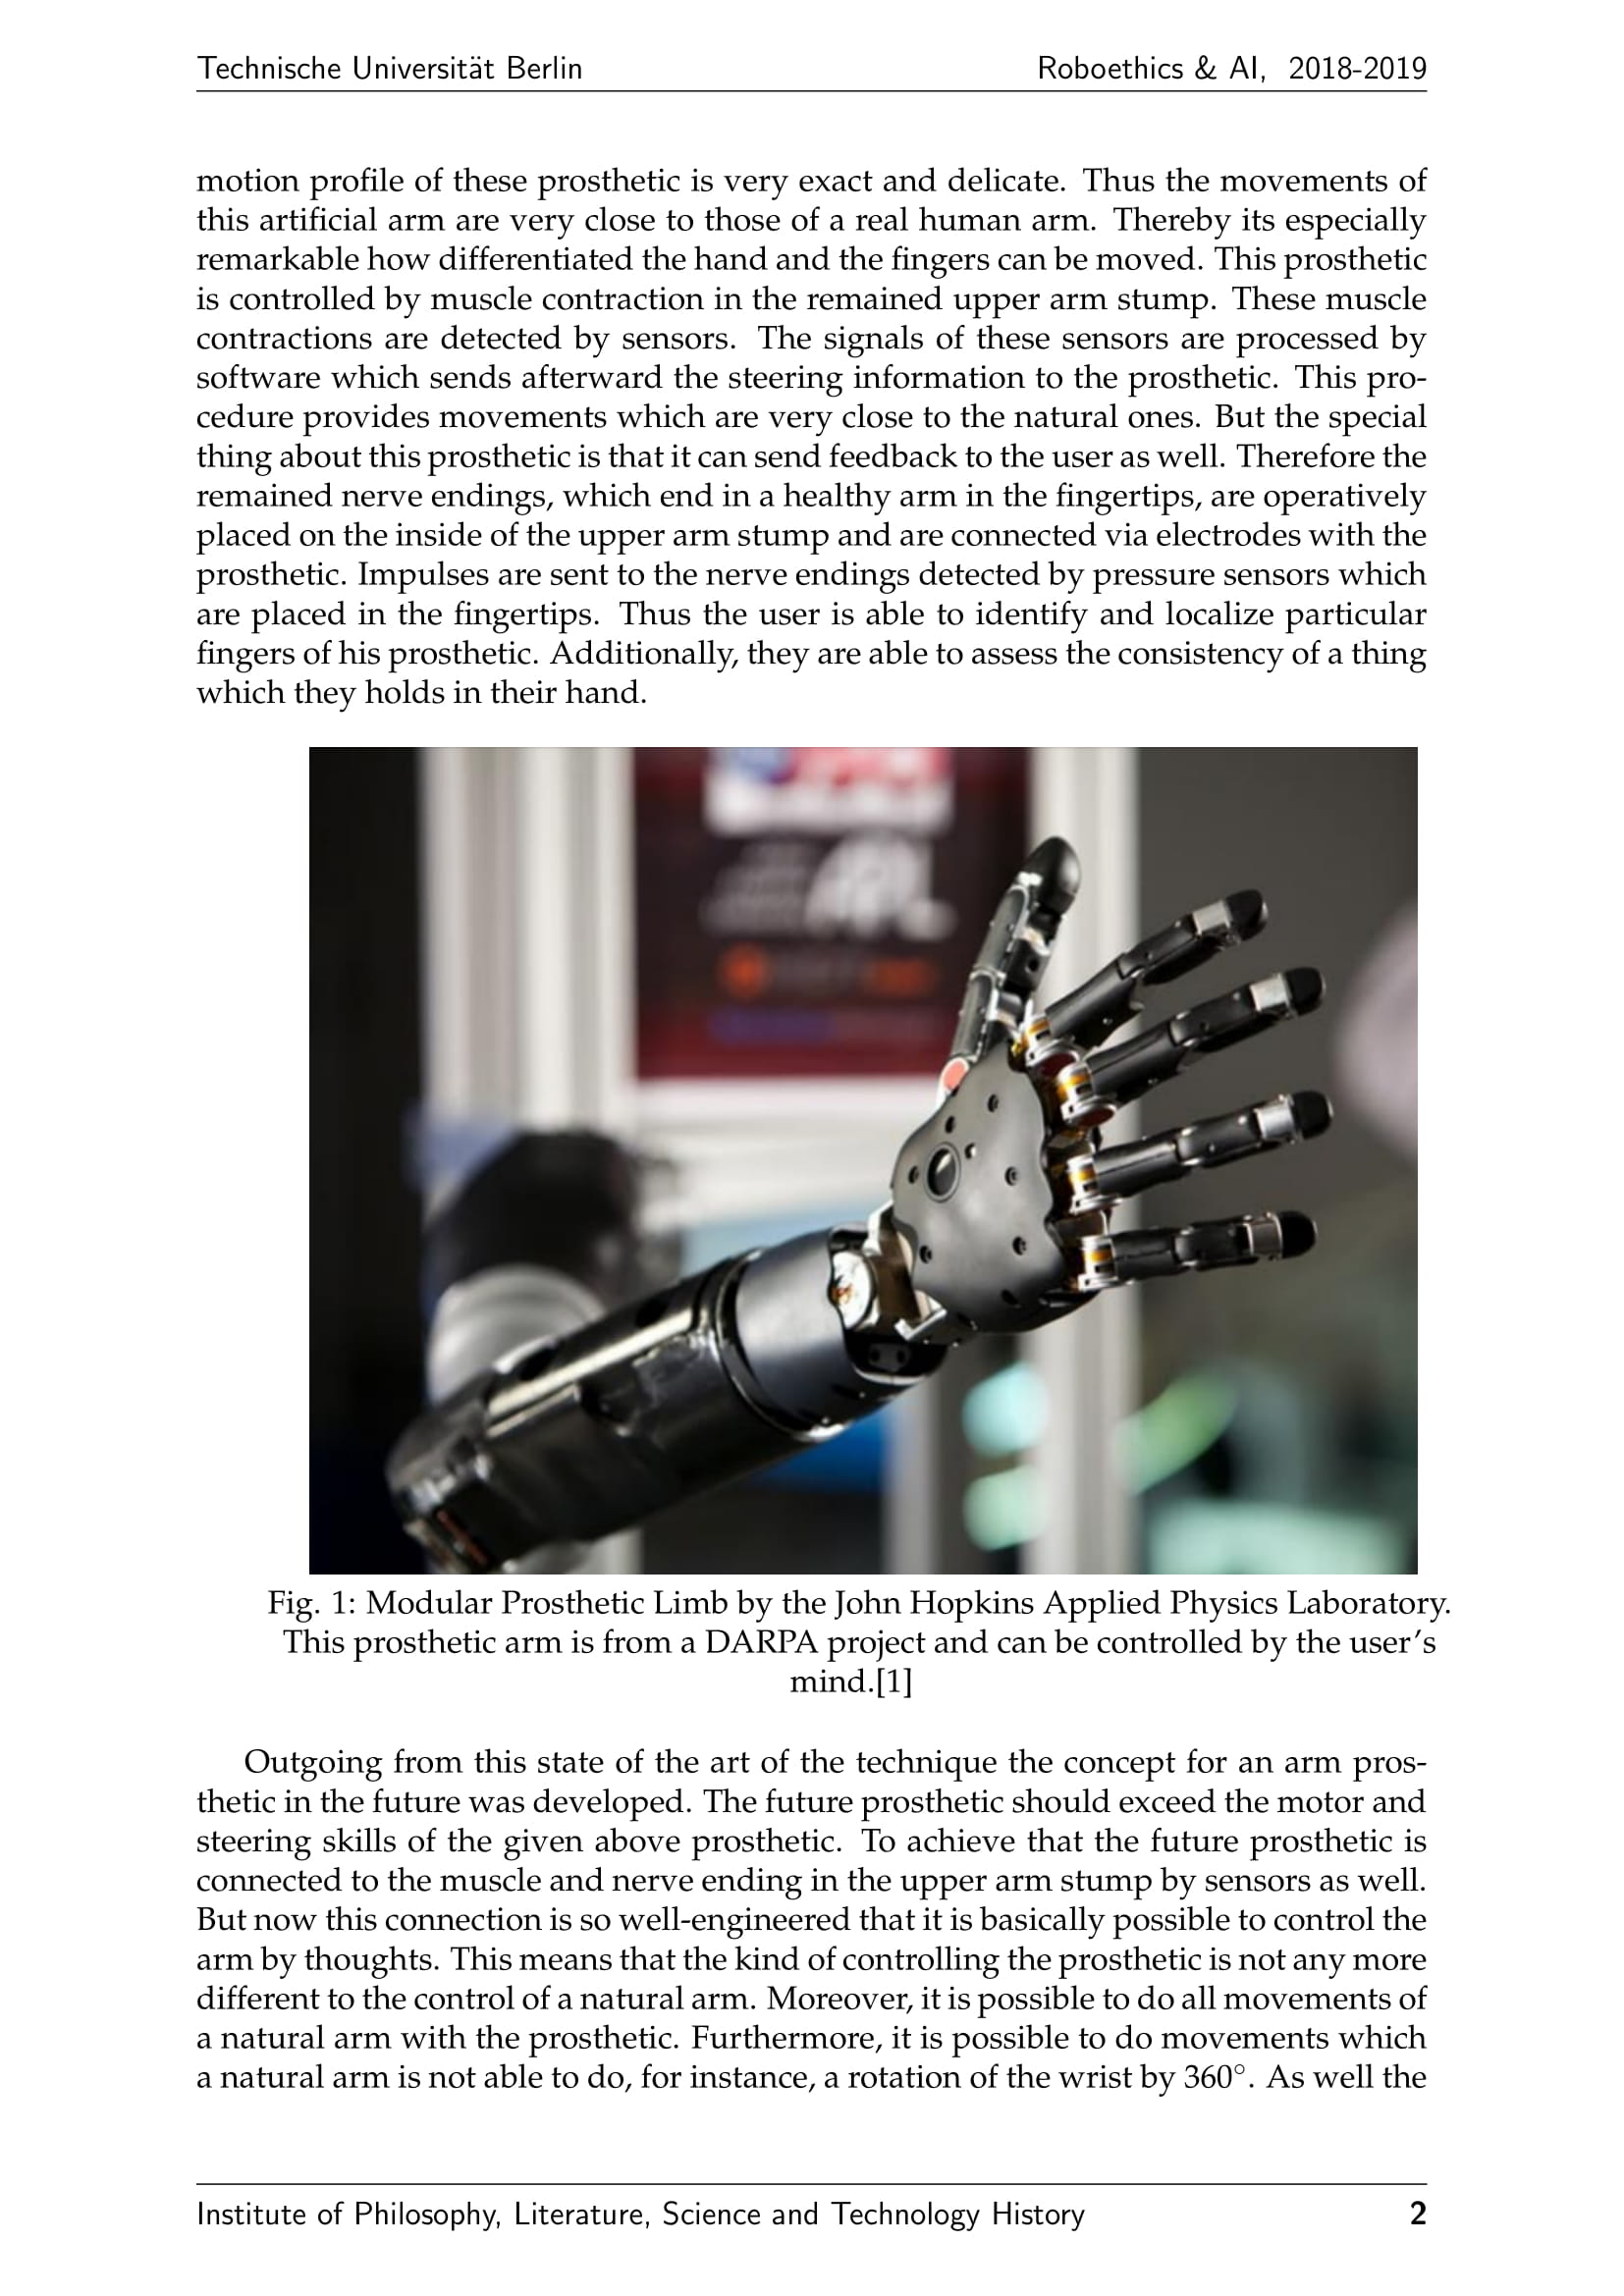 Technische Universität Berlin Roboethics & AI, 2018-2019
motion profile of these prosthetic is very exact and delicate. Thus the movements of
this artificial arm are very close to those of a real human arm. Thereby its especially
remarkable how differentiated the hand and the fingers can be moved. This prosthetic
is controlled by muscle contraction in the remained upper arm stump. These muscle
contractions are detected by sensors. The signals of these sensors are processed by
software which sends afterward the steering information to the prosthetic. This pro-
cedure provides movements which are very close to the natural ones. But the special
thing about this prosthetic is that it can send feedback to the user as well. Therefore the
remained nerve endings, which end in a healthy arm in the fingertips, are operatively
placed on the inside of the upper arm stump and are connected via electrodes with the
prosthetic. Impulses are sent to the nerve endings detected by pressure sensors which
are placed in the fingertips. Thus the user is able to identify and localize particular
fingers of his prosthetic. Additionally, they are able to assess the consistency of a thing
which they holds in their hand.
Fig. 1: Modular Prosthetic Limb by the John Hopkins Applied Physics Laboratory.
This prosthetic arm is from a DARPA project and can be controlled by the user's
mind.[1]
Outgoing from this state of the art of the technique the concept for an arm pros-
thetic in the future was developed. The future prosthetic should exceed the motor and
steering skills of the given above prosthetic. To achieve that the future prosthetic is
connected to the muscle and nerve ending in the upper arm stump by sensors as well.
But now this connection is so well-engineered that it is basically possible to control the
arm by thoughts. This means that the kind of controlling the prosthetic is not any more
different to the control of a natural arm. Moreover, it is possible to do all movements of
a natural arm with the prosthetic. Furthermore, it is possible to do movements which
a natural arm is not able to do, for instance, a rotation of the wrist by 360°. As well the
Institute of Philosophy, Literature, Science and Technology History 2